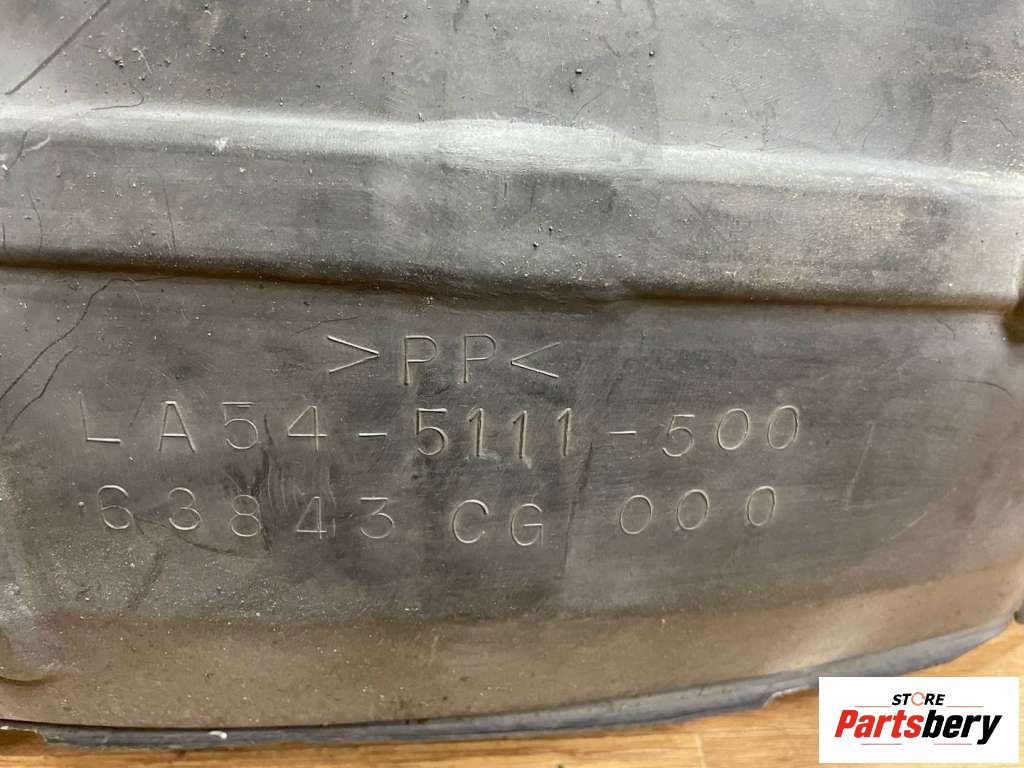 >PP<
LA54-5111-500
63843 CG 000
STORE
Partsbery